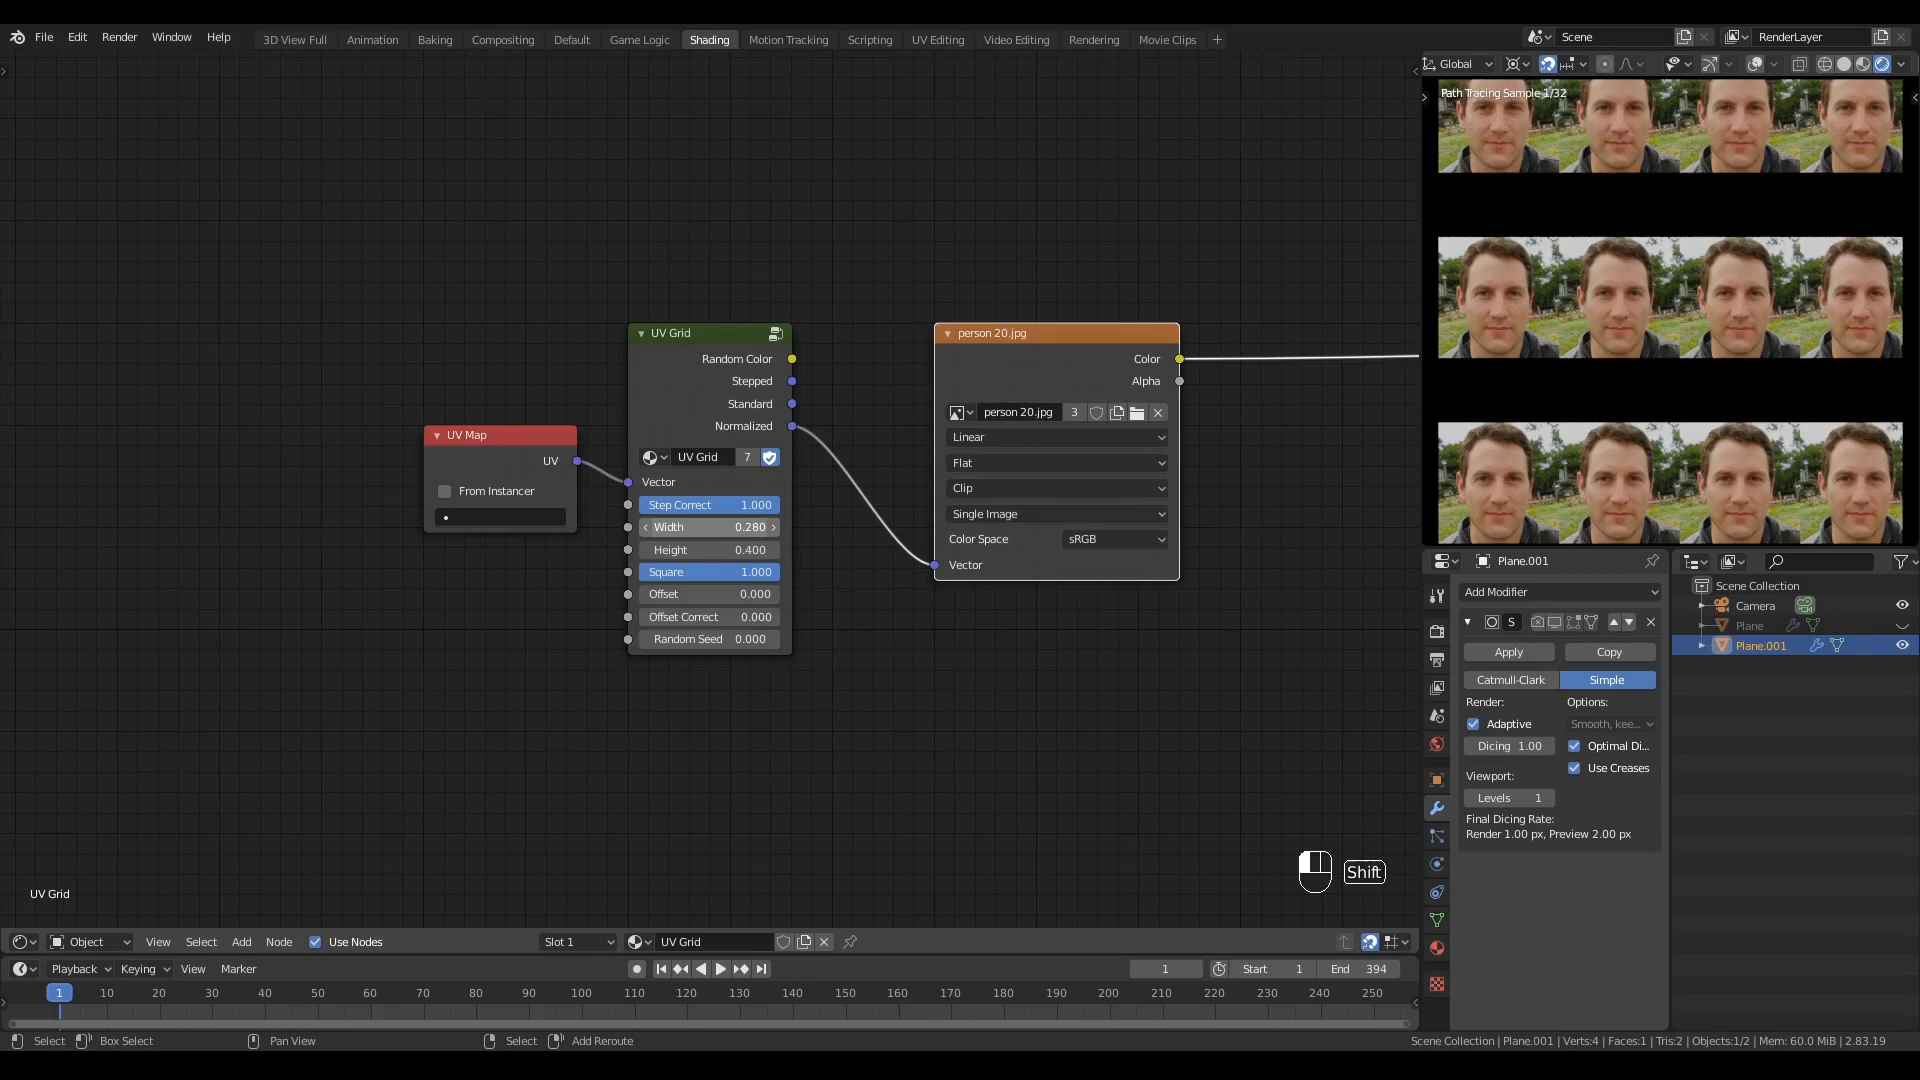 File Edit Render Window Help
3D View Full Animation Baking Compositing Default Game Logic Shading Motion Tracking Scripting UV Editing Video Editing Rendering Movie Clips +
Scene
RenderLayer
Global
Path Tracing Sample 1/32
UV Map
UV
From Instancer
UV Grid
Random Color
Stepped
Standard
Normalized
UV Grid 7
Vector
Step Correct 1.000
Width 0.280
Height 0.400
Square 1.000
Offset 0.000
Offset Correct 0.000
Random Seed 0.000
person 20.jpg
Color
Alpha
person 20.jpg 3
Linear
Flat
Clip
Single Image
Color Space sRGB
Vector
Plane.001
Add Modifier
S
Apply Copy
Catmull-Clark Simple
Render: Options:
Adaptive Smooth, kee...
Dicing 1.00 Optimal Di...
Use Creases
Viewport:
Levels 1
Final Dicing Rate:
Render 1.00 px, Preview 2.00 px
Scene Collection
Camera
Plane
Plane.001
Shift
UV Grid
Object View Select Add Node Use Nodes Slot 1 UV Grid
Playback Keying View Marker 1 Start 1 End 394
1 10 20 30 40 50 60 70 80 90 100 110 120 130 140 150 160 170 180 190 200 210 220 230 240 250
Select Box Select Pan View Select Add Reroute
Scene Collection | Plane.001 | Verts:4 | Faces:1 | Tris:2 | Objects:1/2 | Mem: 60.0 MiB | 2.83.19